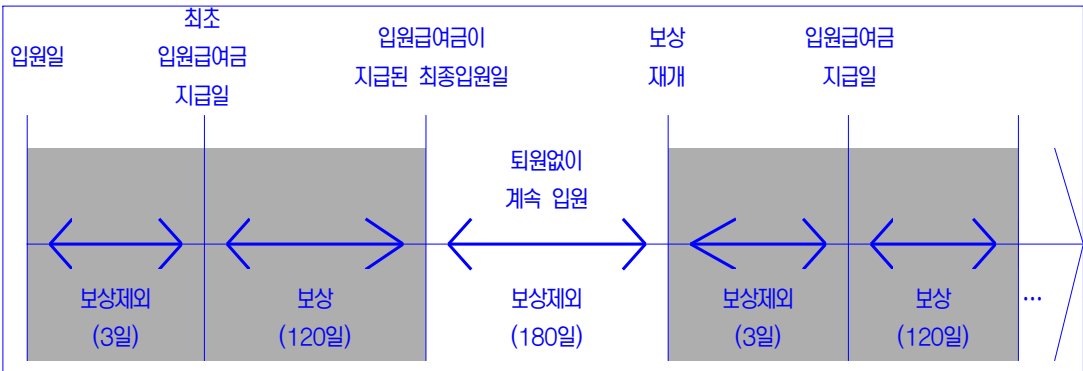 입원일
최초
입원급여금
지급일
입원급여금이
지급된 최종입원일
보상
재개
입원급여금
지급일
퇴원없이
계속 입원
보상제외
(3일)
보상
(120일)
보상제외
(180일)
보상제외
(3일)
보상
(120일)
…